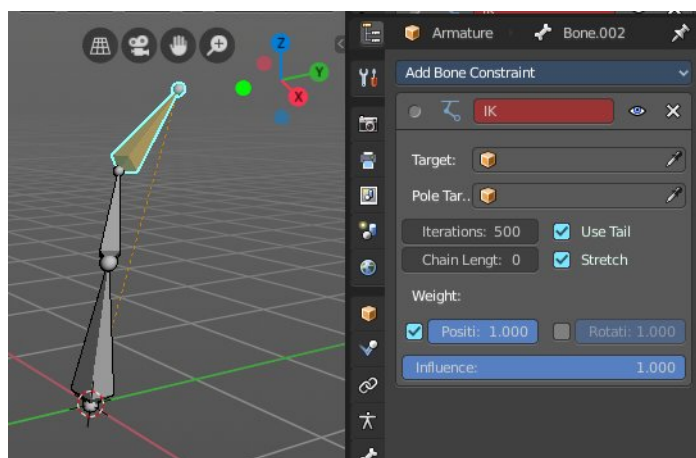 IK
Armature
Bone.002
Z
Y
X
Add Bone Constraint
IK
Target:
Pole Tar..
Iterations: 500
Use Tail
Chain Lengt: 0
Stretch
Weight:
Positi: 1.000
Rotati: 1.000
Influence: 1.000